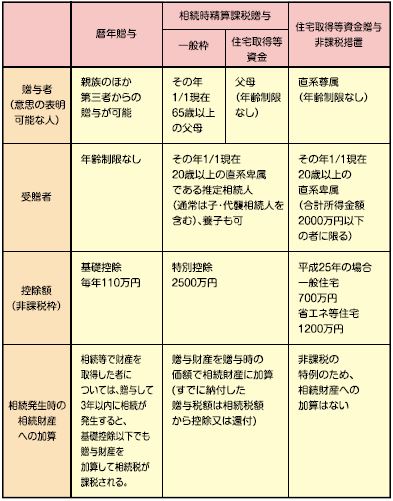 暦年贈与
相続時精算課税贈与
一般枠
住宅取得等
資金
住宅取得等資金贈与
非課税措置
贈与者
(意思の表明
可能な人)
親族のほか
第三者からの
贈与が可能
その年
1/1現在
65歳以上
の父母
父母
(年齢制限
なし)
直系尊属
(年齢制限なし)
受贈者
年齢制限なし
その年1/1現在
20歳以上の直系卑属
である推定相続人
(通常は子・代襲相続人を
含む)、養子も可
その年1/1現在
20歳以上の
直系卑属
(合計所得金額
2000万円以下
の者に限る)
控除額
(非課税枠)
基礎控除
毎年110万円
特別控除
2500万円
平成25年の場合
一般住宅
700万円
省エネ等住宅
1200万円
相続発生時の
相続財産
への加算
相続等で財産を
取得した者に
ついては、贈与して
3年以内に相続が
発生すると、
基礎控除以下でも
贈与財産を
加算して相続税が
課税される。
贈与財産を贈与時の
価額で相続財産に加算
(すでに納付した
贈与税額は相続税額
から控除又は還付)
非課税の
特例のため、
相続財産への
加算はない